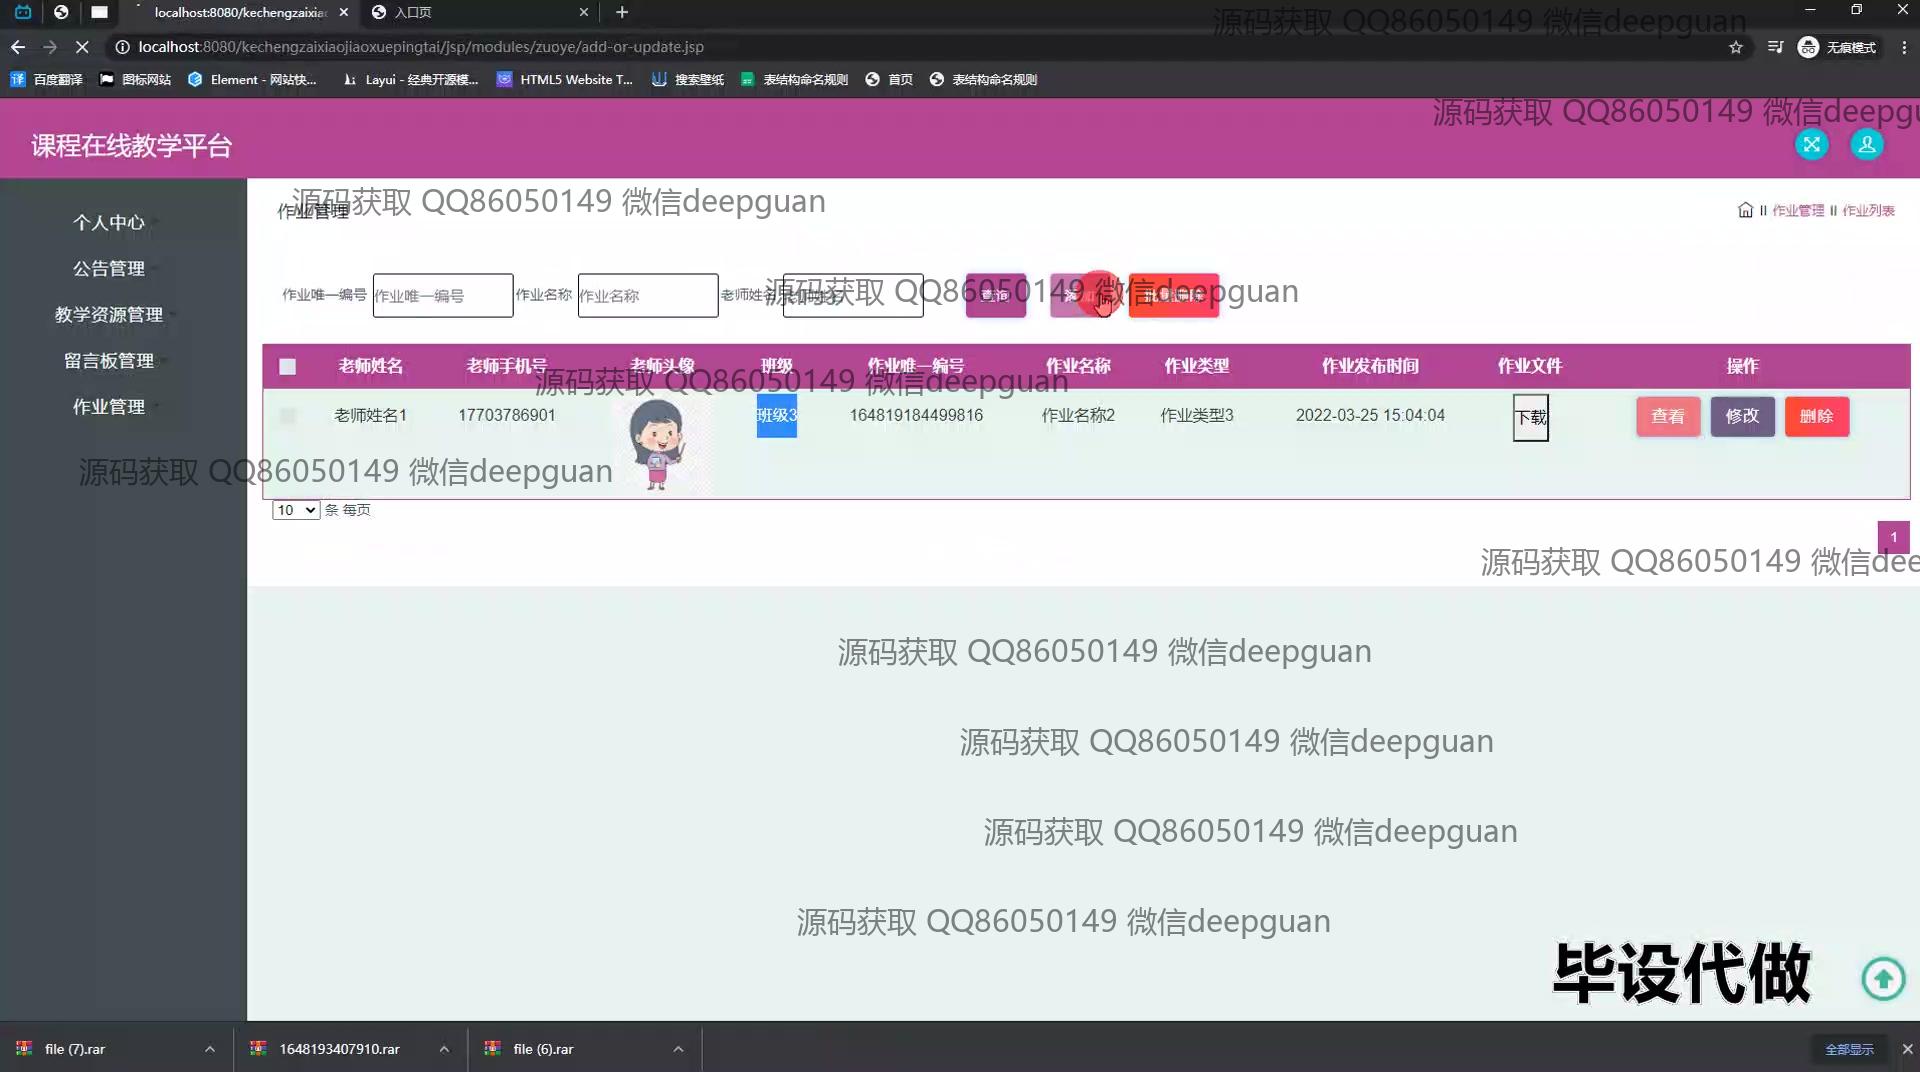 localhost:8080/kechengzaixia
入口页
源码获取 QQ86050149 微信deepguan
localhost:8080/kechengzaixiaojiaoxuepingtai/jsp/modules/zuoye/add-or-update.jsp
无痕模式
百度翻译 图标网站 Element - 网站快... Layui - 经典开源模... HTML5 Website T... 搜索壁纸 表结构命名规则 首页 表结构命名规则
源码获取 QQ86050149 微信deepgu
课程在线教学平台
源码获取 QQ86050149 微信deepguan
作业管理
作业管理 作业列表
个人中心
公告管理
教学资源管理
留言板管理
作业管理
作业唯一编号 作业唯一编号 作业名称 作业名称 老师姓名 老师姓名 查询 批量删除
源码获取 QQ86050149 微信deepguan
老师姓名 老师手机号 老师头像 班级 作业唯一编号 作业名称 作业类型 作业发布时间 作业文件 操作
源码获取 QQ86050149 微信deepguan
老师姓名1 17703786901 班级3 164819184499816 作业名称2 作业类型3 2022-03-25 15:04:04 下载 查看 修改 删除
源码获取 QQ86050149 微信deepguan
10 条 每页
1
源码获取 QQ86050149 微信dee
源码获取 QQ86050149 微信deepguan
源码获取 QQ86050149 微信deepguan
源码获取 QQ86050149 微信deepguan
源码获取 QQ86050149 微信deepguan
毕设代做
file (7).rar 1648193407910.rar file (6).rar 全部显示